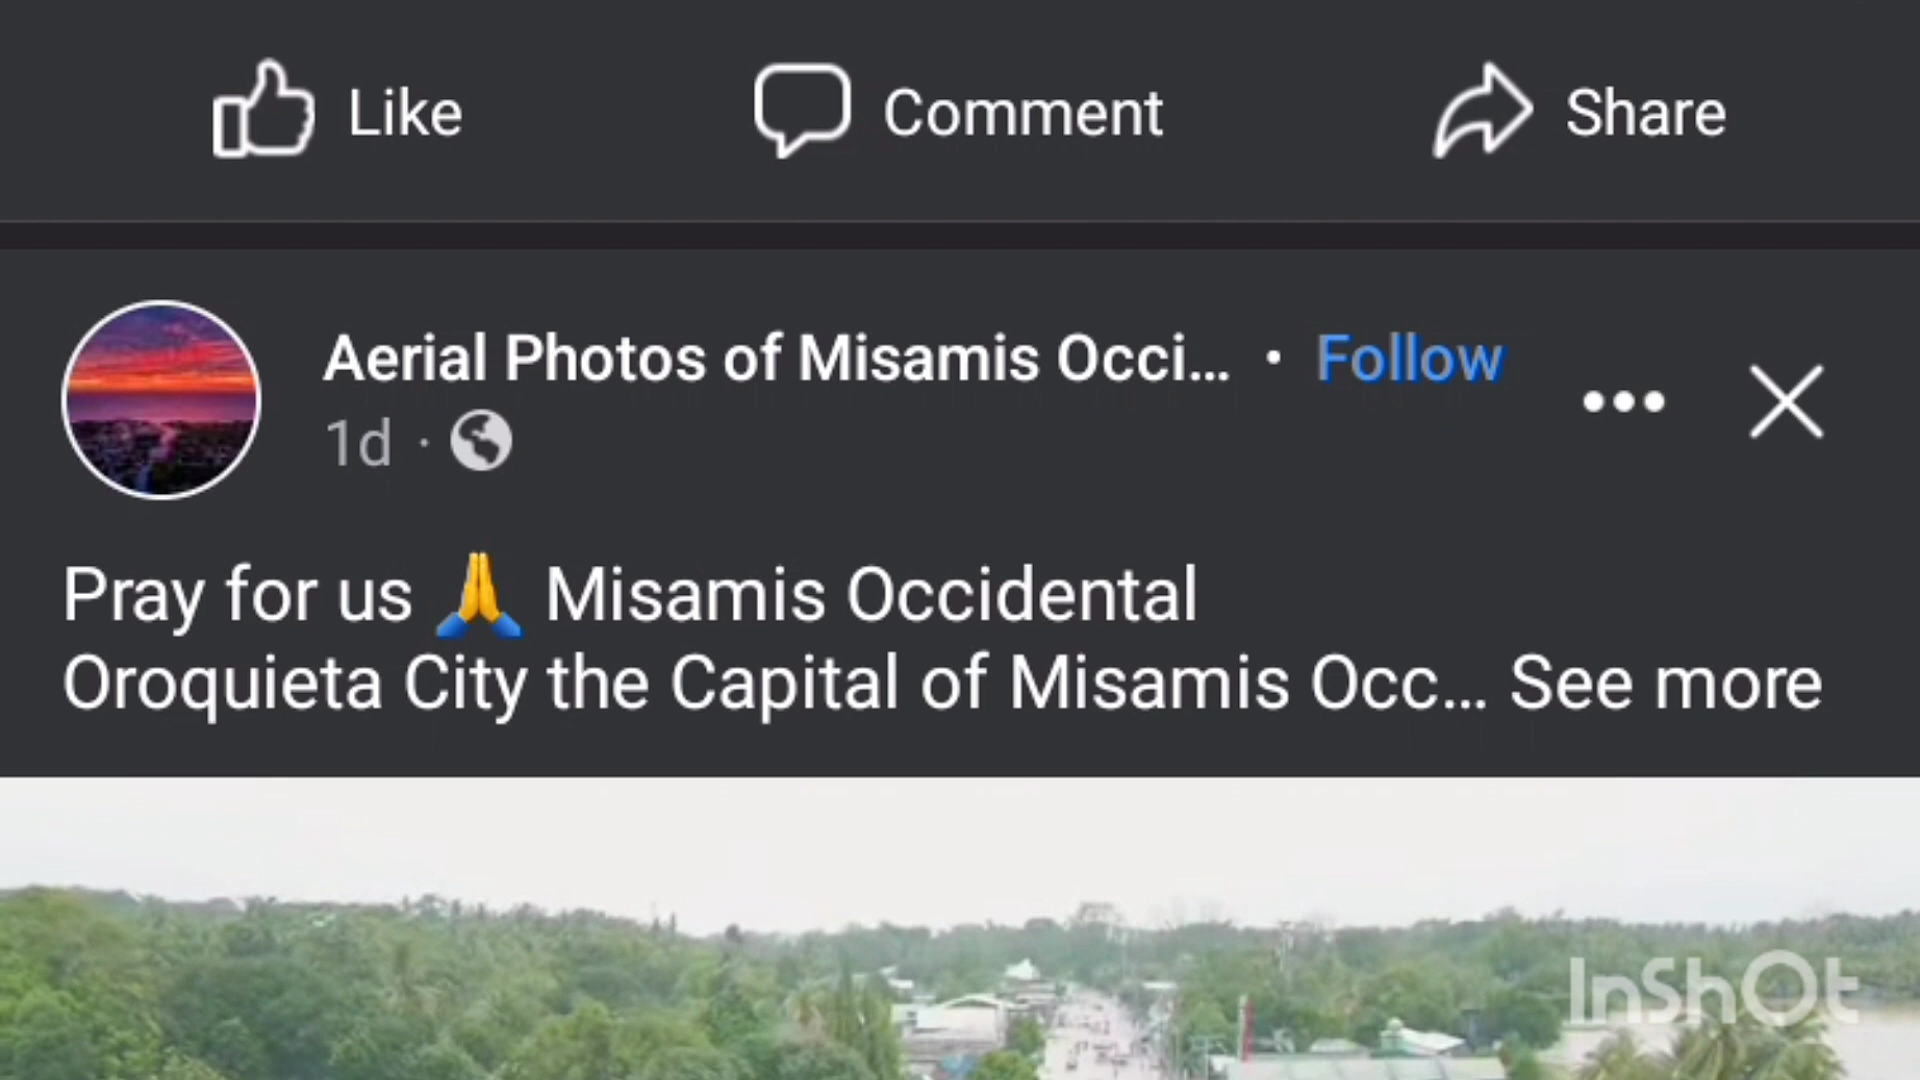 Like Comment Share
Aerial Photos of Misamis Occi... • Follow
1d ·
Pray for us 🙏 Misamis Occidental
Oroquieta City the Capital of Misamis Occ... See more
InShOt